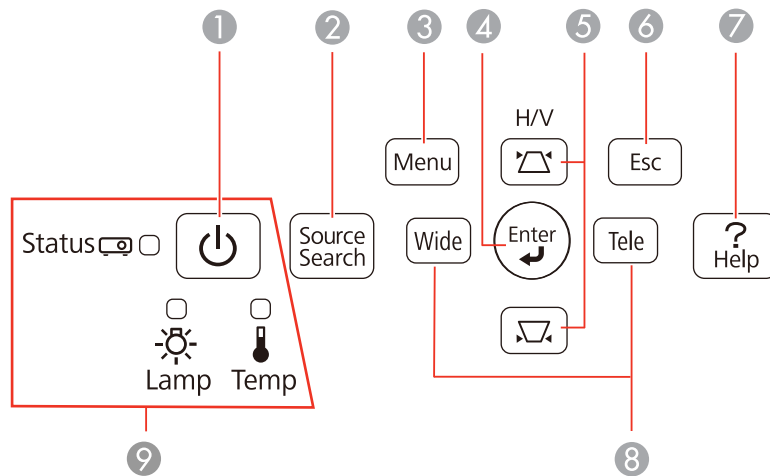 1
2
3
4
5
6
7
H/V
Menu
Esc
Status
Source
Search
Wide
Enter
Tele
?
Help
Lamp
Temp
9
8